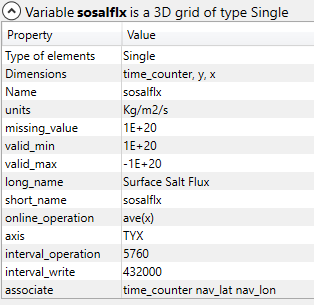 Variable sosalflx is a 3D grid of type Single
Property Value
Type of elements Single
Dimensions time_counter, y, x
Name sosalflx
units Kg/m2/s
missing_value 1E+20
valid_min 1E+20
valid_max -1E+20
long_name Surface Salt Flux
short_name sosalflx
online_operation ave(x)
axis TYX
interval_operation 5760
interval_write 432000
associate time_counter nav_lat nav_lon